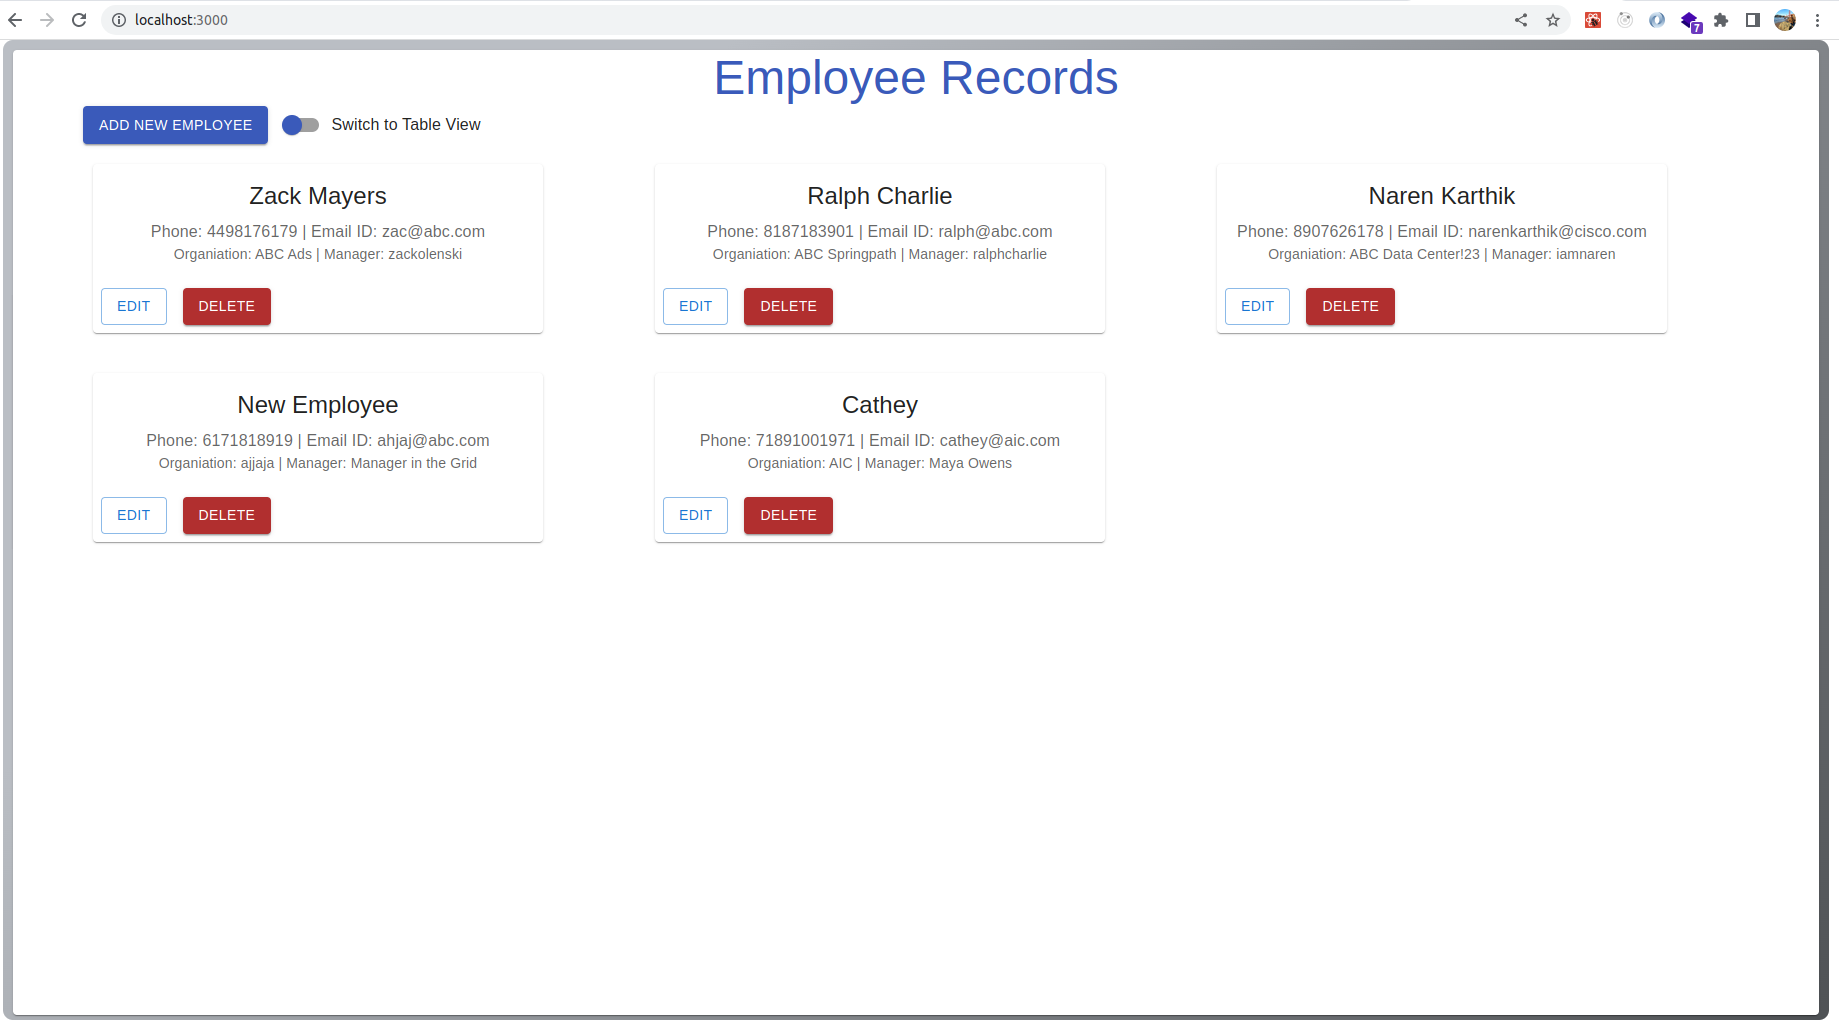 localhost:3000
7
Employee Records
ADD NEW EMPLOYEE Switch to Table View
Zack Mayers
Phone: 4498176179 | Email ID: zac@abc.com
Organiation: ABC Ads | Manager: zackolenski
EDIT DELETE
Ralph Charlie
Phone: 8187183901 | Email ID: ralph@abc.com
Organiation: ABC Springpath | Manager: ralphcharlie
EDIT DELETE
Naren Karthik
Phone: 8907626178 | Email ID: narenkarthik@cisco.com
Organiation: ABC Data Center!23 | Manager: iamnaren
EDIT DELETE
New Employee
Phone: 6171818919 | Email ID: ahjaj@abc.com
Organiation: ajjaja | Manager: Manager in the Grid
EDIT DELETE
Cathey
Phone: 71891001971 | Email ID: cathey@aic.com
Organiation: AIC | Manager: Maya Owens
EDIT DELETE